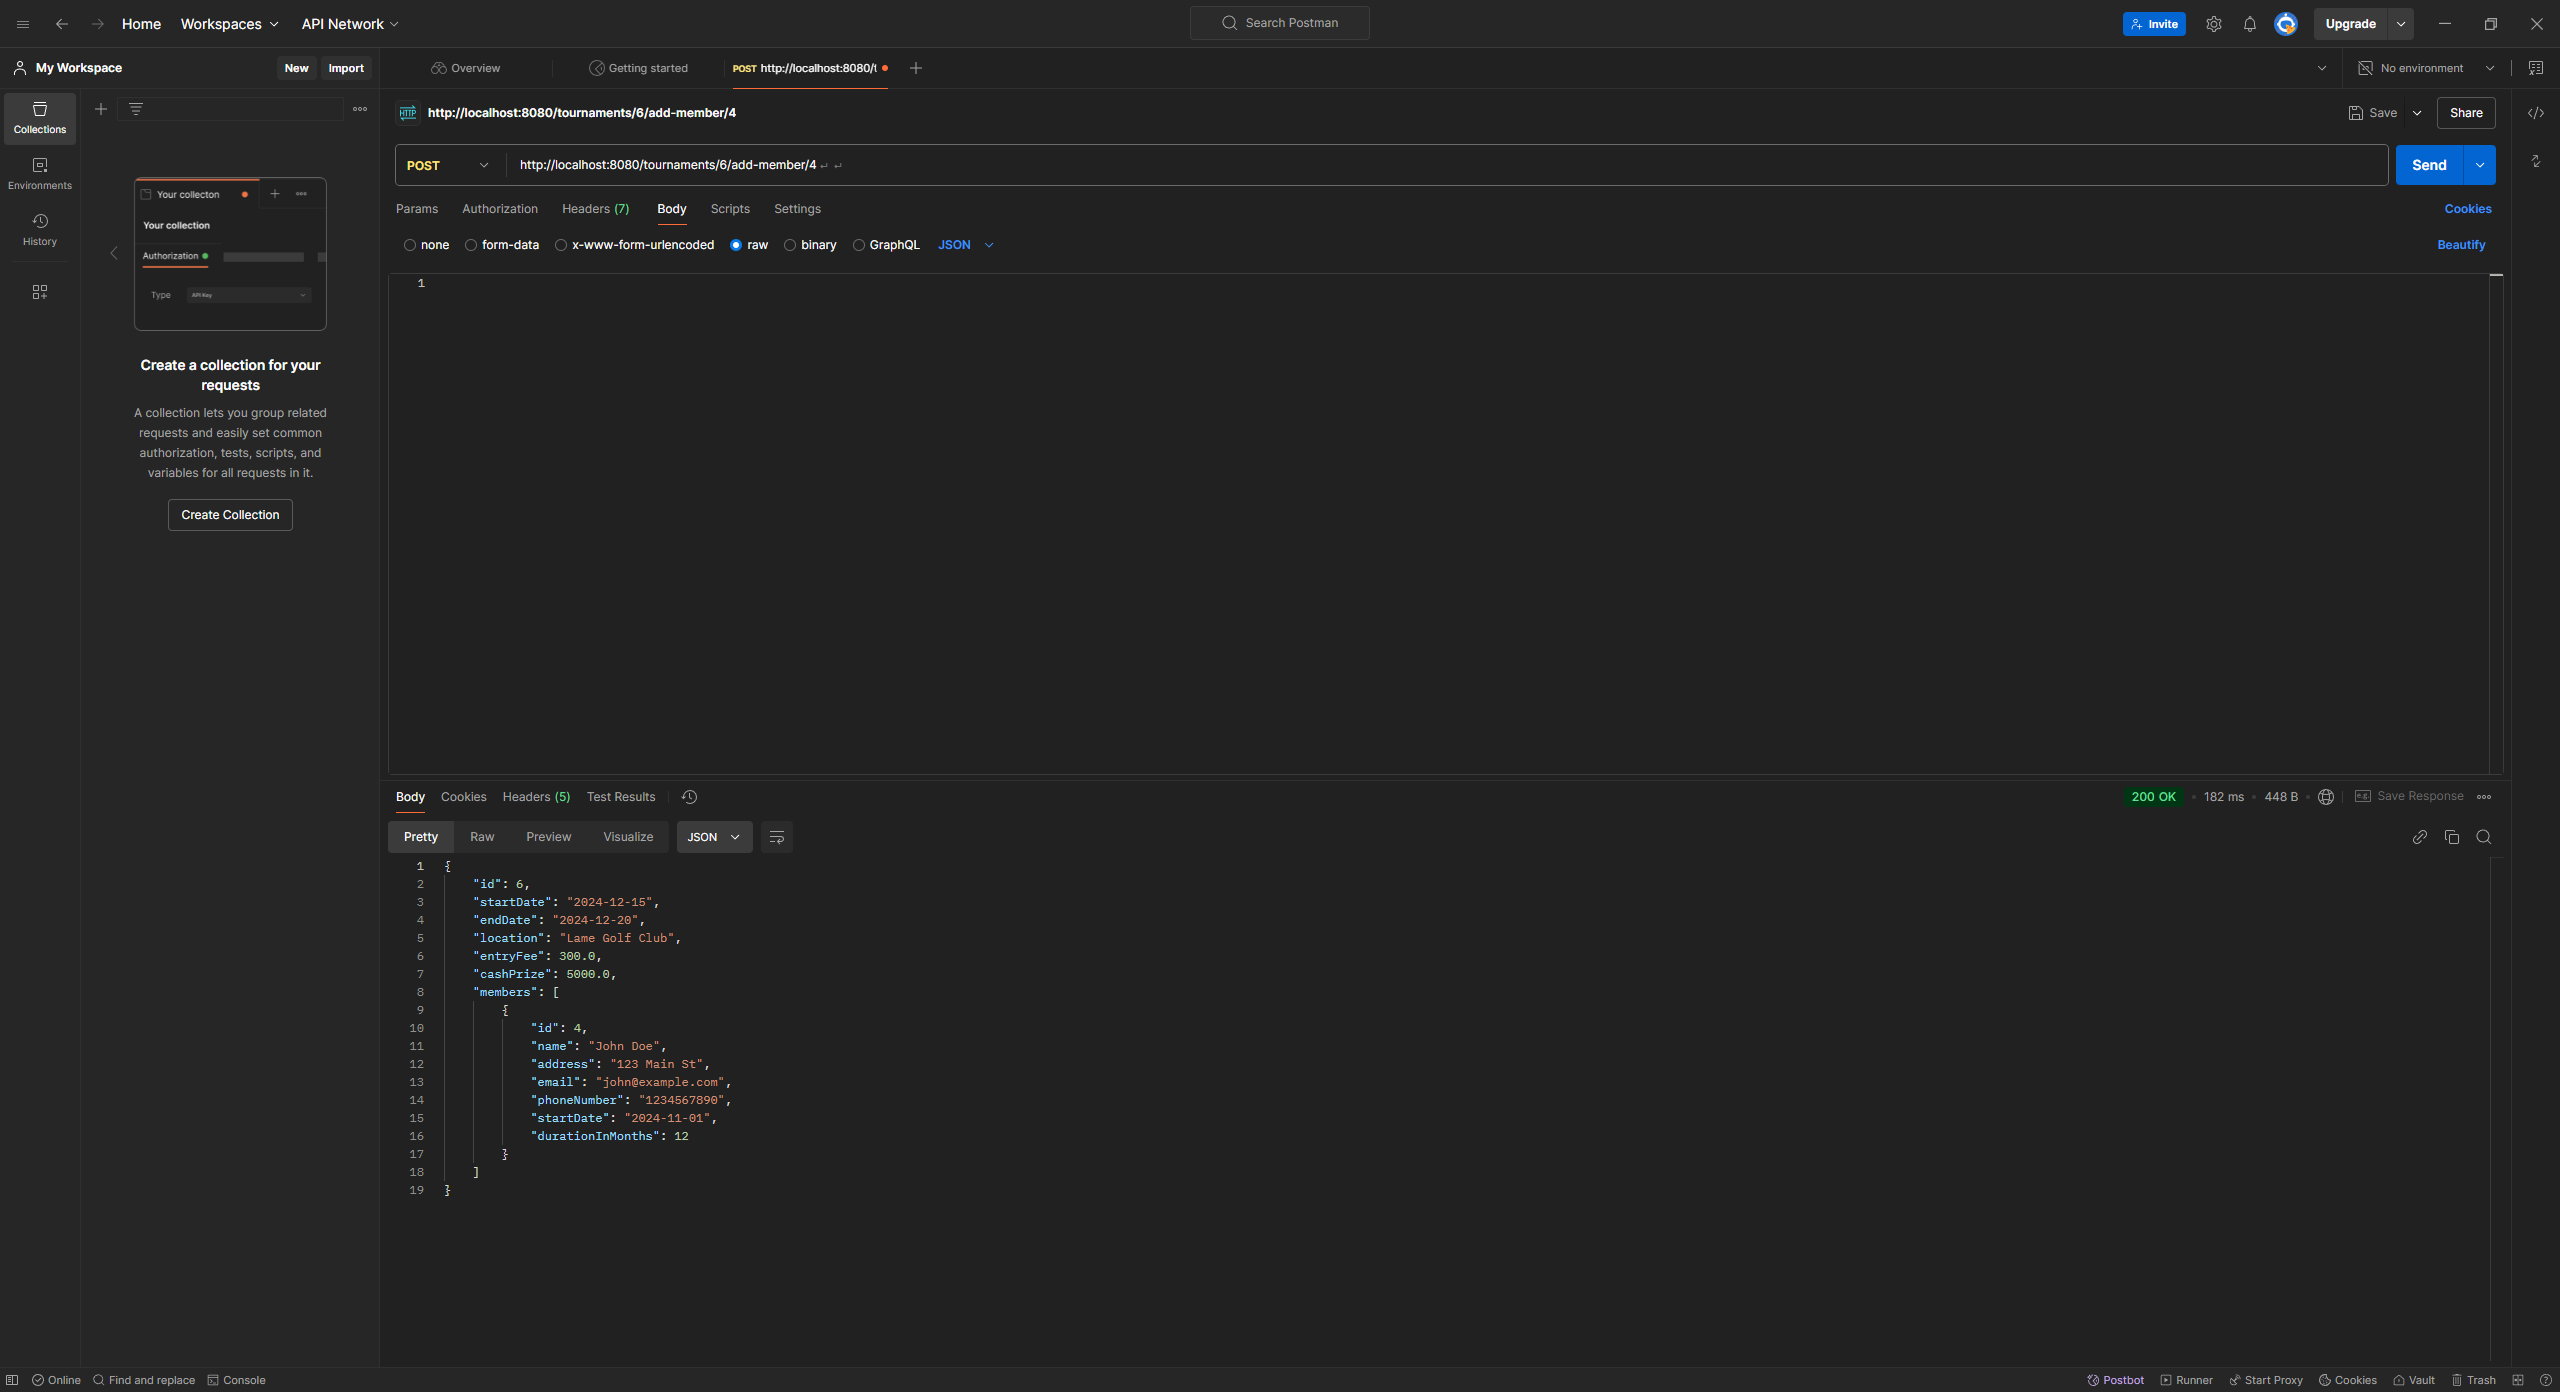 Home Workspaces API Network Search Postman Invite Upgrade
My Workspace New Import Overview Getting started POST http://localhost:8080/t No environment
Collections
Environments
History
Your collecton
Your collection
Authorization
Type API Key
Create a collection for your
requests
A collection lets you group related
requests and easily set common
authorization, tests, scripts, and
variables for all requests in it.
Create Collection
HTTP http://localhost:8080/tournaments/6/add-member/4 Save Share
POST http://localhost:8080/tournaments/6/add-member/4 Send
Params Authorization Headers (7) Body Scripts Settings Cookies
none form-data x-www-form-urlencoded raw binary GraphQL JSON Beautify
1
Body Cookies Headers (5) Test Results 200 OK 182 ms 448 B Save Response
Pretty Raw Preview Visualize JSON
1 {
2 "id": 6,
3 "startDate": "2024-12-15",
4 "endDate": "2024-12-20",
5 "location": "Lame Golf Club",
6 "entryFee": 300.0,
7 "cashPrize": 5000.0,
8 "members": [
9 {
10 "id": 4,
11 "name": "John Doe",
12 "address": "123 Main St",
13 "email": "john@example.com",
14 "phoneNumber": "1234567890",
15 "startDate": "2024-11-01",
16 "durationInMonths": 12
17 }
18 ]
19 }
Online Find and replace Console Postbot Runner Start Proxy Cookies Vault Trash